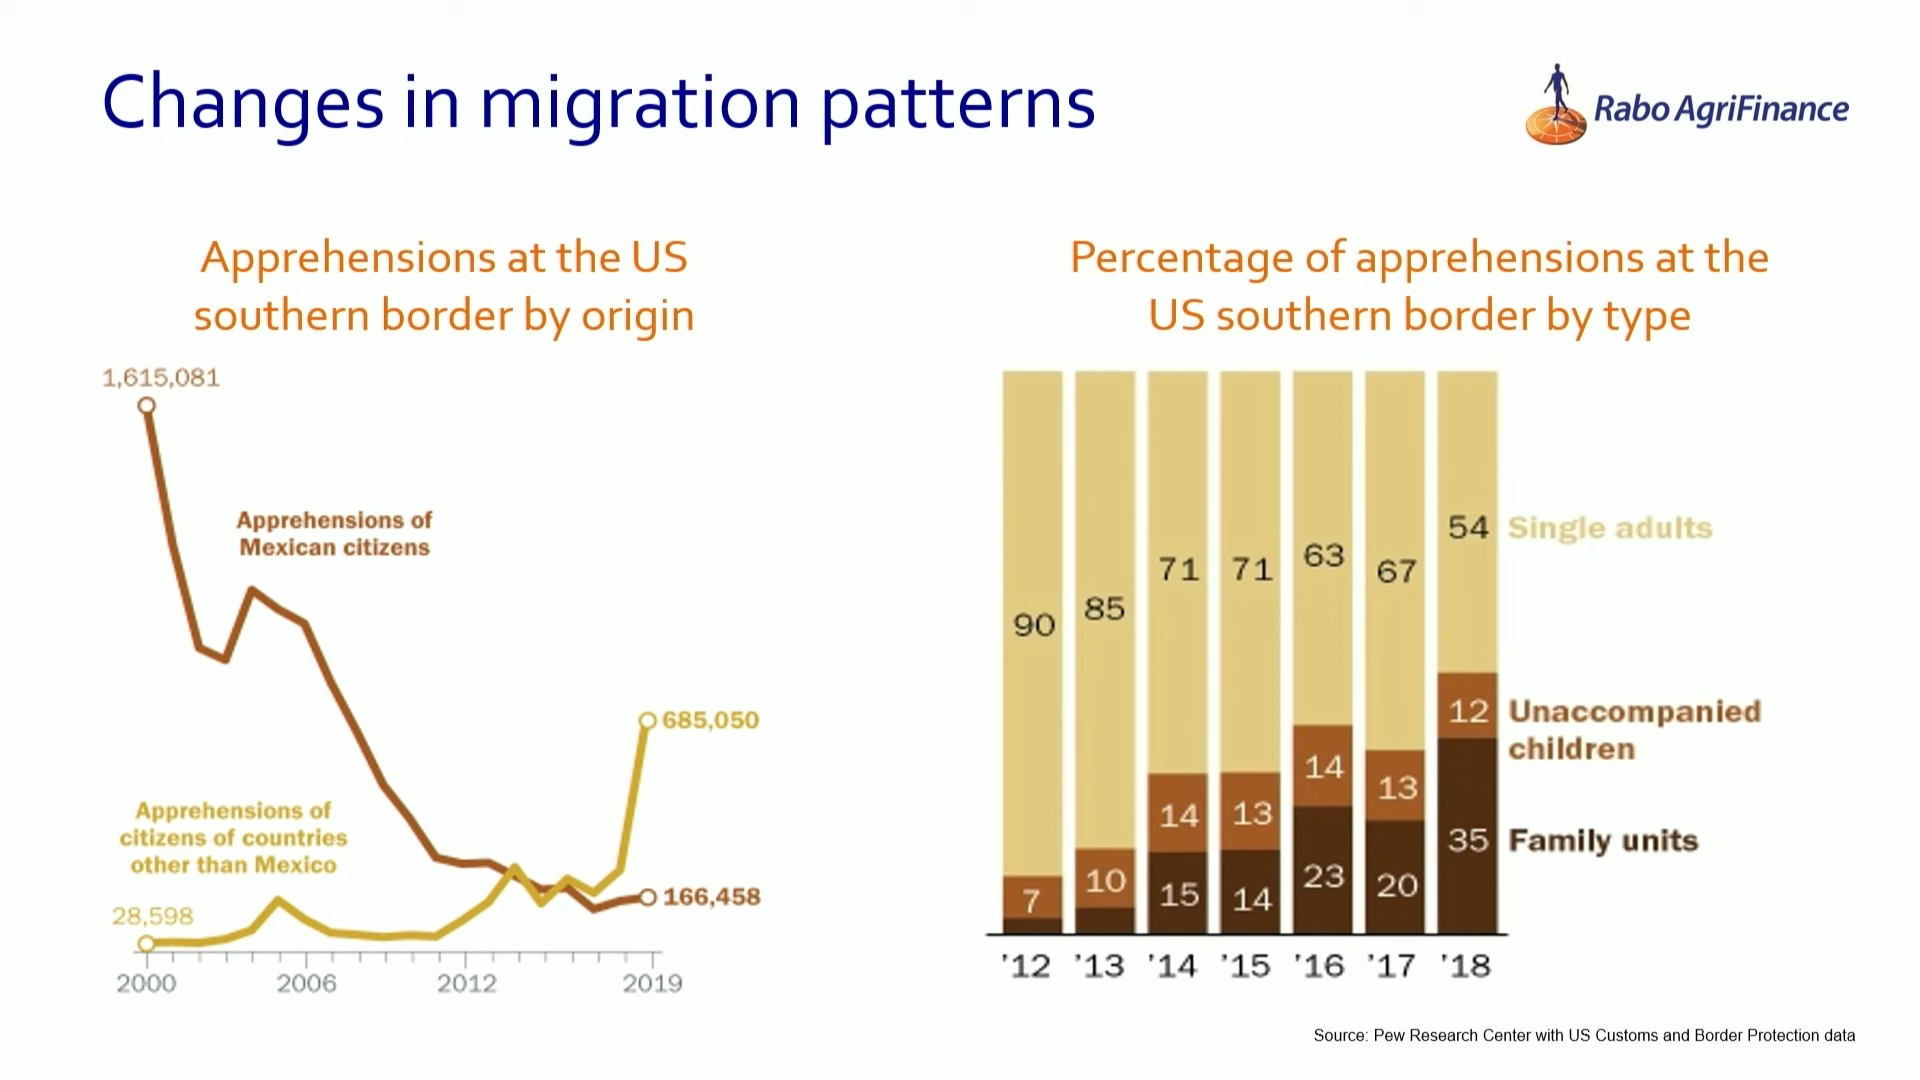 Changes in migration patterns
Rabo AgriFinance
Apprehensions at the US
southern border by origin
1,615,081
Apprehensions of
Mexican citizens
685,050
Apprehensions of
citizens of countries
other than Mexico
166,458
28,598
2000 2006 2012 2019
Percentage of apprehensions at the
US southern border by type
90 85 71 71 63 67 54 Single adults
7 10 14 13 14 13 12 Unaccompanied
children
15 14 23 20 35 Family units
'12 '13 '14 '15 '16 '17 '18
Source: Pew Research Center with US Customs and Border Protection data